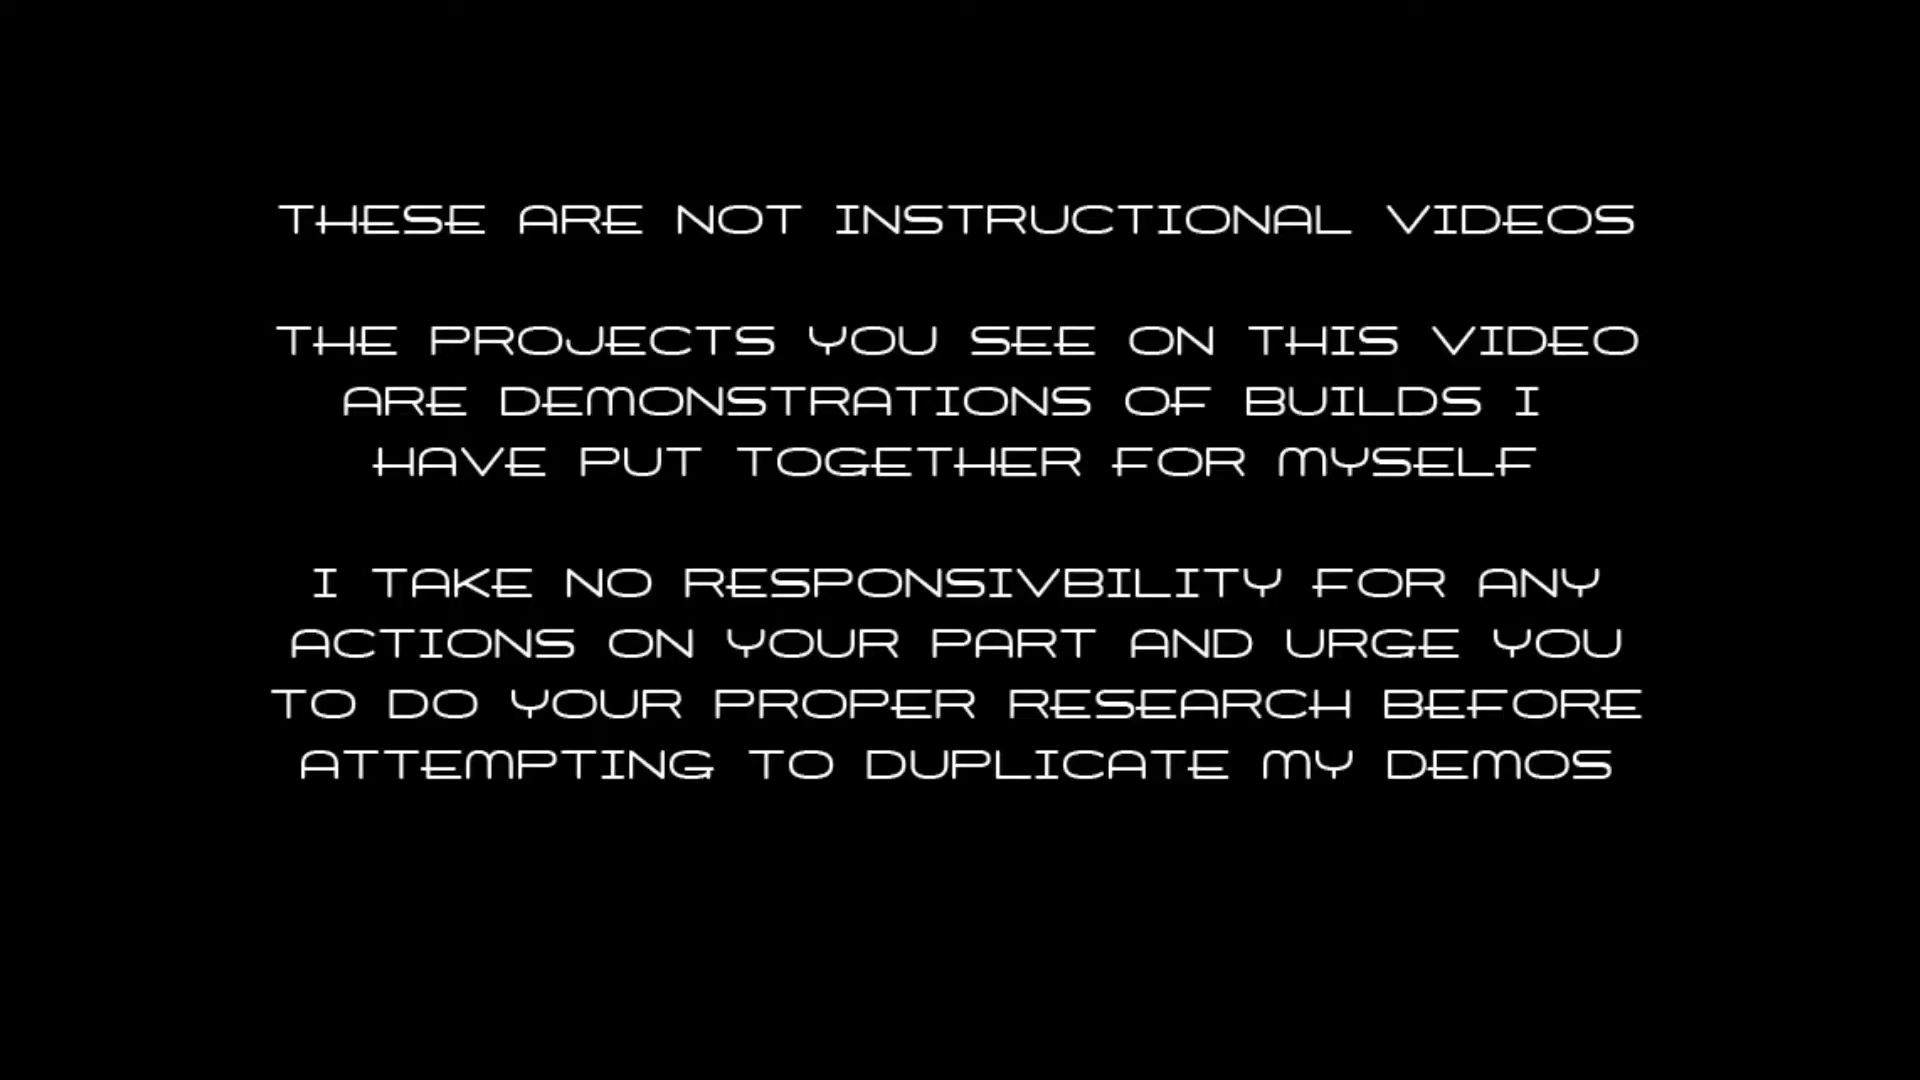 THESE ARE NOT INSTRUCTIONAL VIDEOS
THE PROJECTS YOU SEE ON THIS VIDEO
ARE DEMONSTRATIONS OF BUILDS I
HAVE PUT TOGETHER FOR MYSELF
I TAKE NO RESPONSIVBILITY FOR ANY
ACTIONS ON YOUR PART AND URGE YOU
TO DO YOUR PROPER RESEARCH BEFORE
ATTEMPTING TO DUPLICATE MY DEMOS